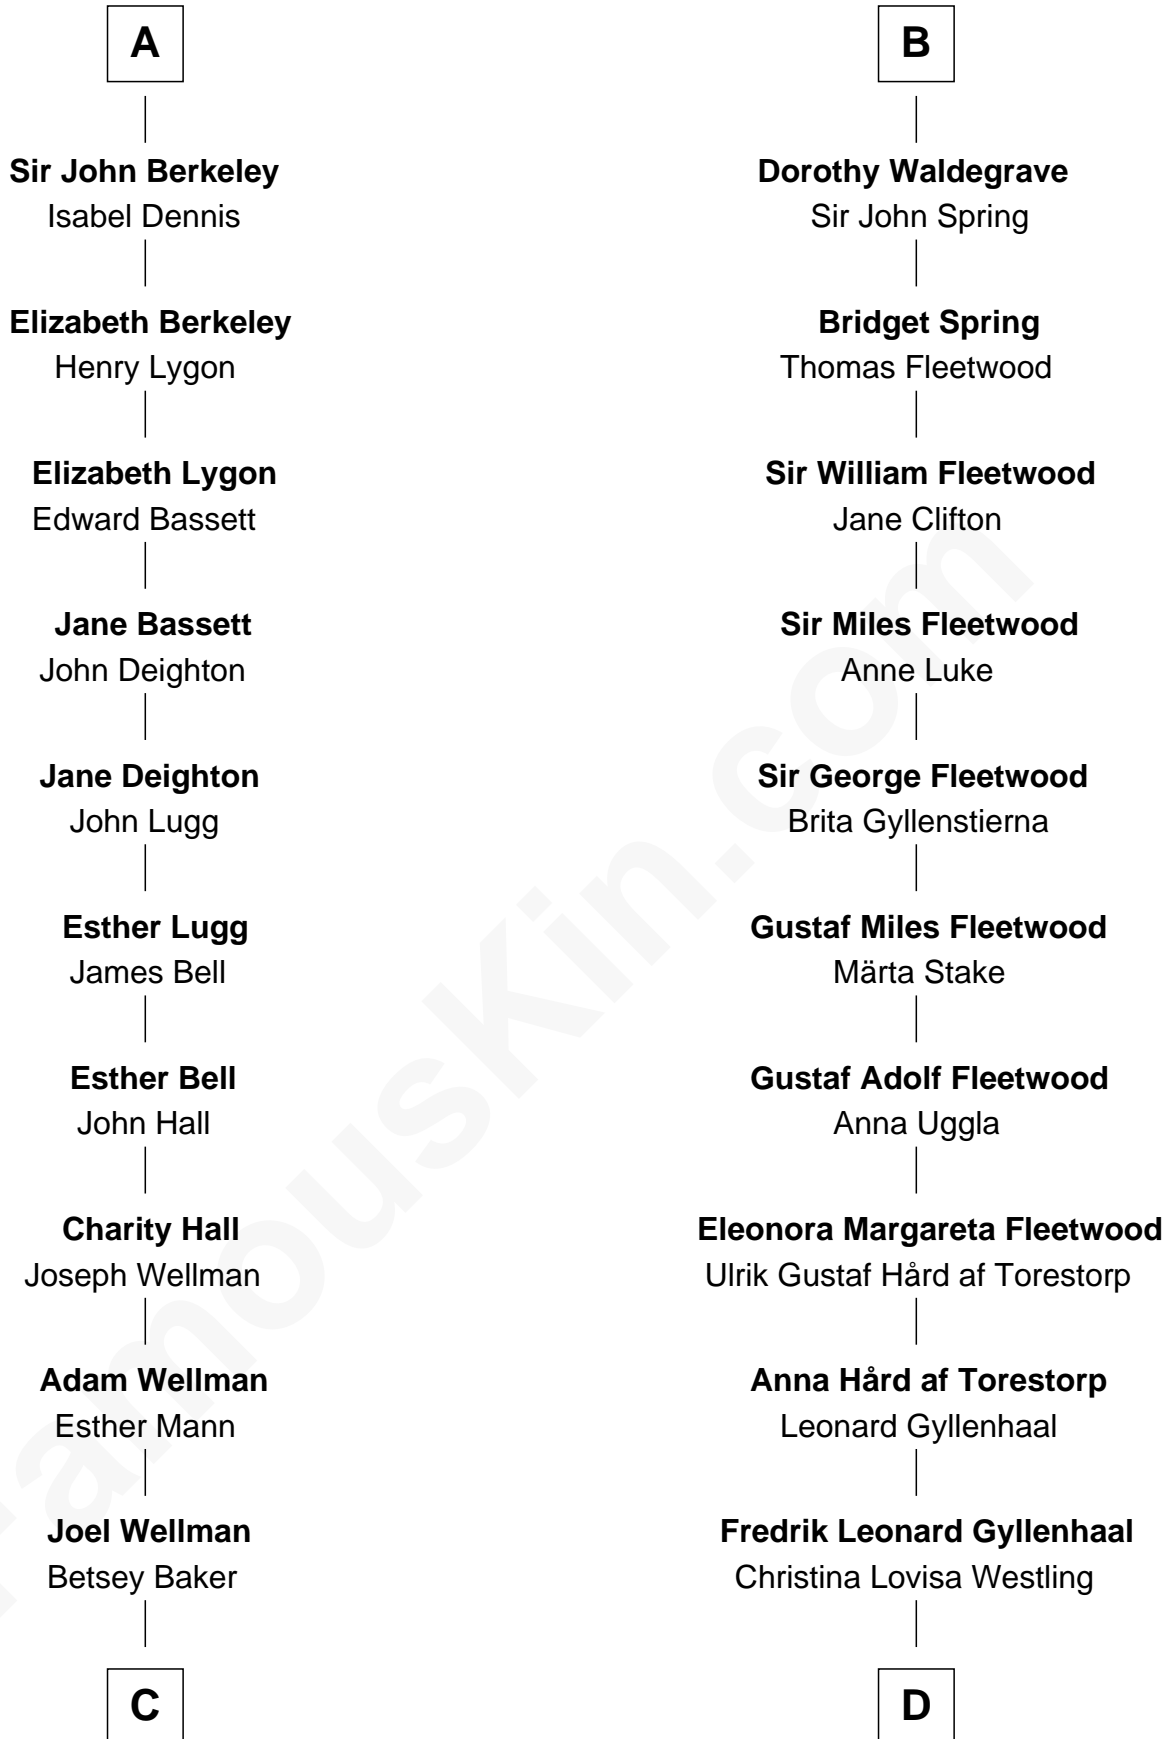 A
Sir John Berkeley
Isabel Dennis
Elizabeth Berkeley
Henry Lygon
Elizabeth Lygon
Edward Bassett
Jane Bassett
John Deighton
Jane Deighton
John Lugg
Esther Lugg
James Bell
Esther Bell
John Hall
Charity Hall
Joseph Wellman
Adam Wellman
Esther Mann
Joel Wellman
Betsey Baker
C
B
Dorothy Waldegrave
Sir John Spring
Bridget Spring
Thomas Fleetwood
Sir William Fleetwood
Jane Clifton
Sir Miles Fleetwood
Anne Luke
Sir George Fleetwood
Brita Gyllenstierna
Gustaf Miles Fleetwood
Märta Stake
Gustaf Adolf Fleetwood
Anna Uggla
Eleonora Margareta Fleetwood
Ulrik Gustaf Hård af Torestorp
Anna Hård af Torestorp
Leonard Gyllenhaal
Fredrik Leonard Gyllenhaal
Christina Lovisa Westling
D
FamousKin.com